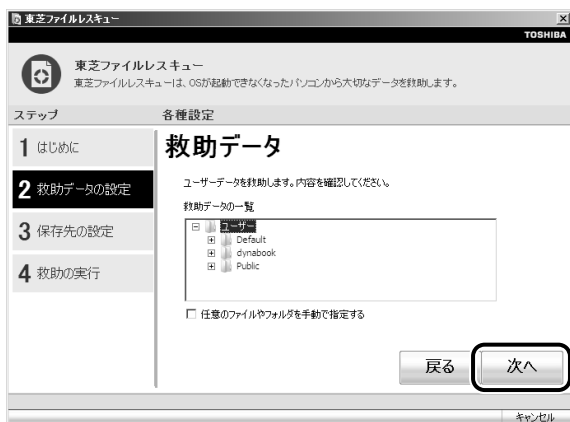 東芝ファイルレスキュー
TOSHIBA
東芝ファイルレスキュー
東芝ファイルレスキューは、OSが起動できなくなったパソコンから大切なデータを救助します。
ステップ
各種設定
1 はじめに
2 救助データの設定
3 保存先の設定
4 救助の実行
救助データ
ユーザーデータを救助します。内容を確認してください。
救助データの一覧
ユーザー
Default
dynabook
Public
任意のファイルやフォルダを手動で指定する
戻る
次へ
キャンセル